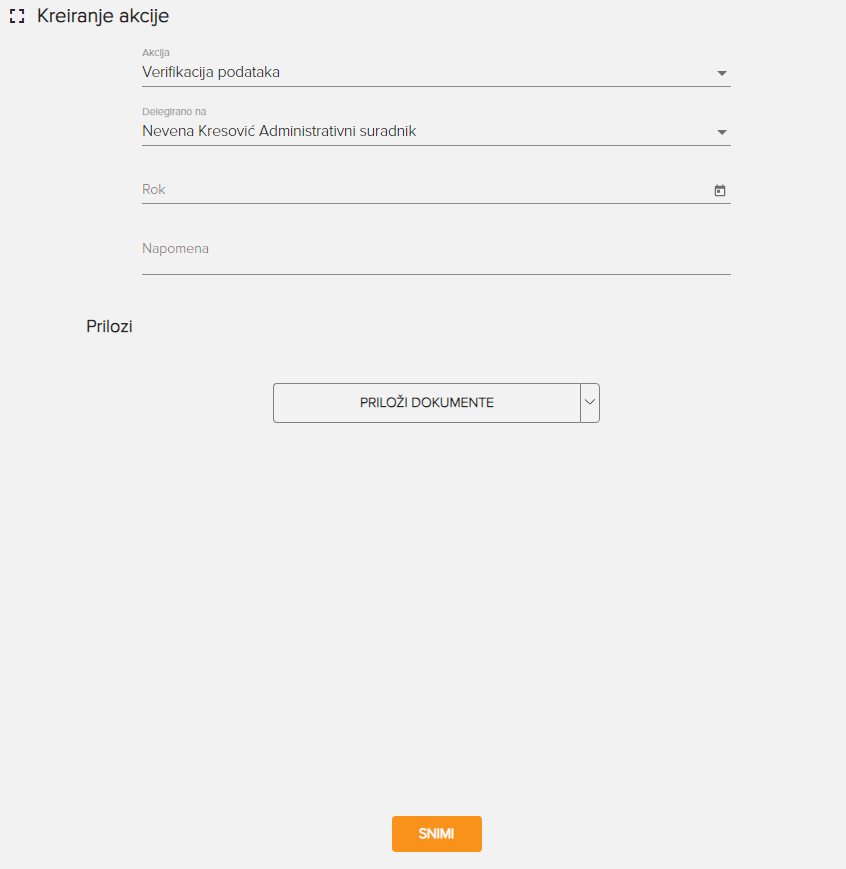 Kreiranje akcije
Akcija
Verifikacija podataka
Delegirano na
Nevena Kresović Administrativni suradnik
Rok
Napomena
Prilozi
PRILOŽI DOKUMENTE
SNIMI